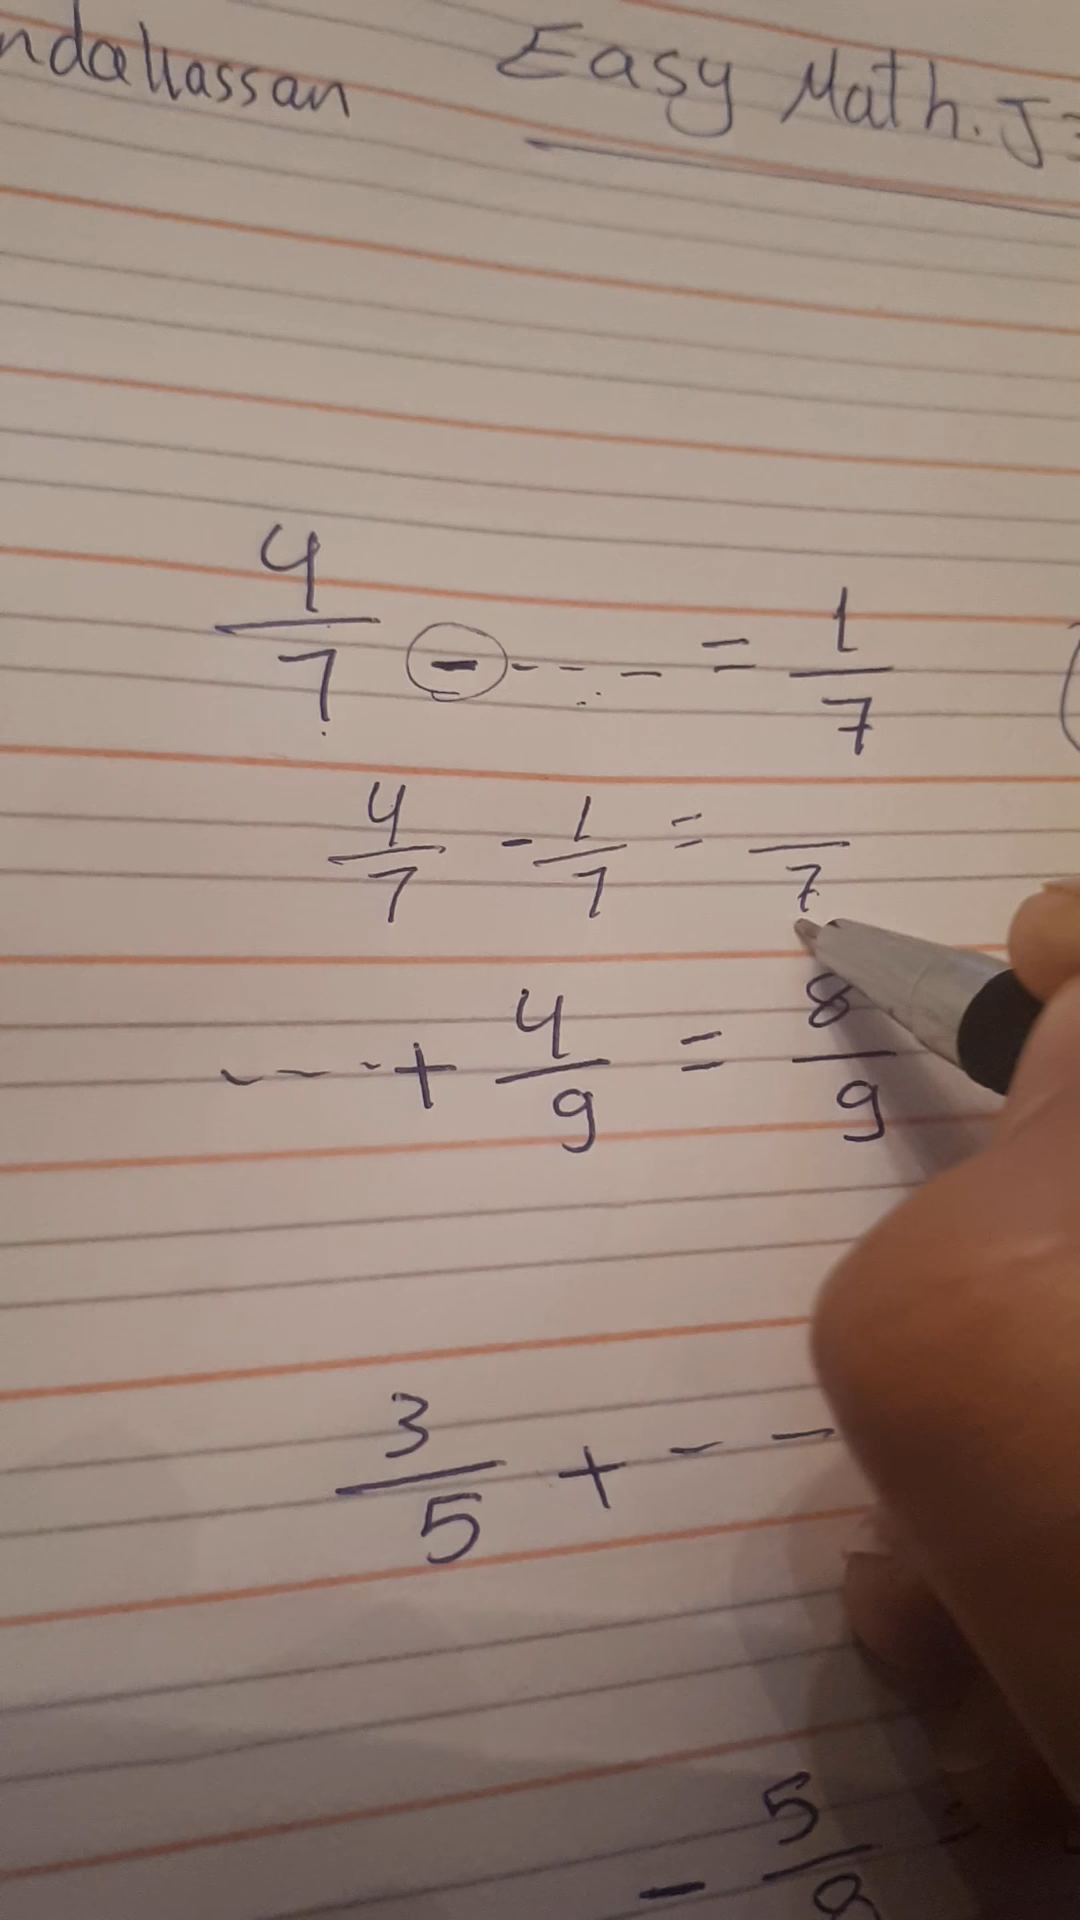 ndaHassan Easy Math. J
4/7 - ---- = 1/7
4/7 - 1/7 = /7
---- + 4/9 = 8/9
3/5 + --
- 5/8 =